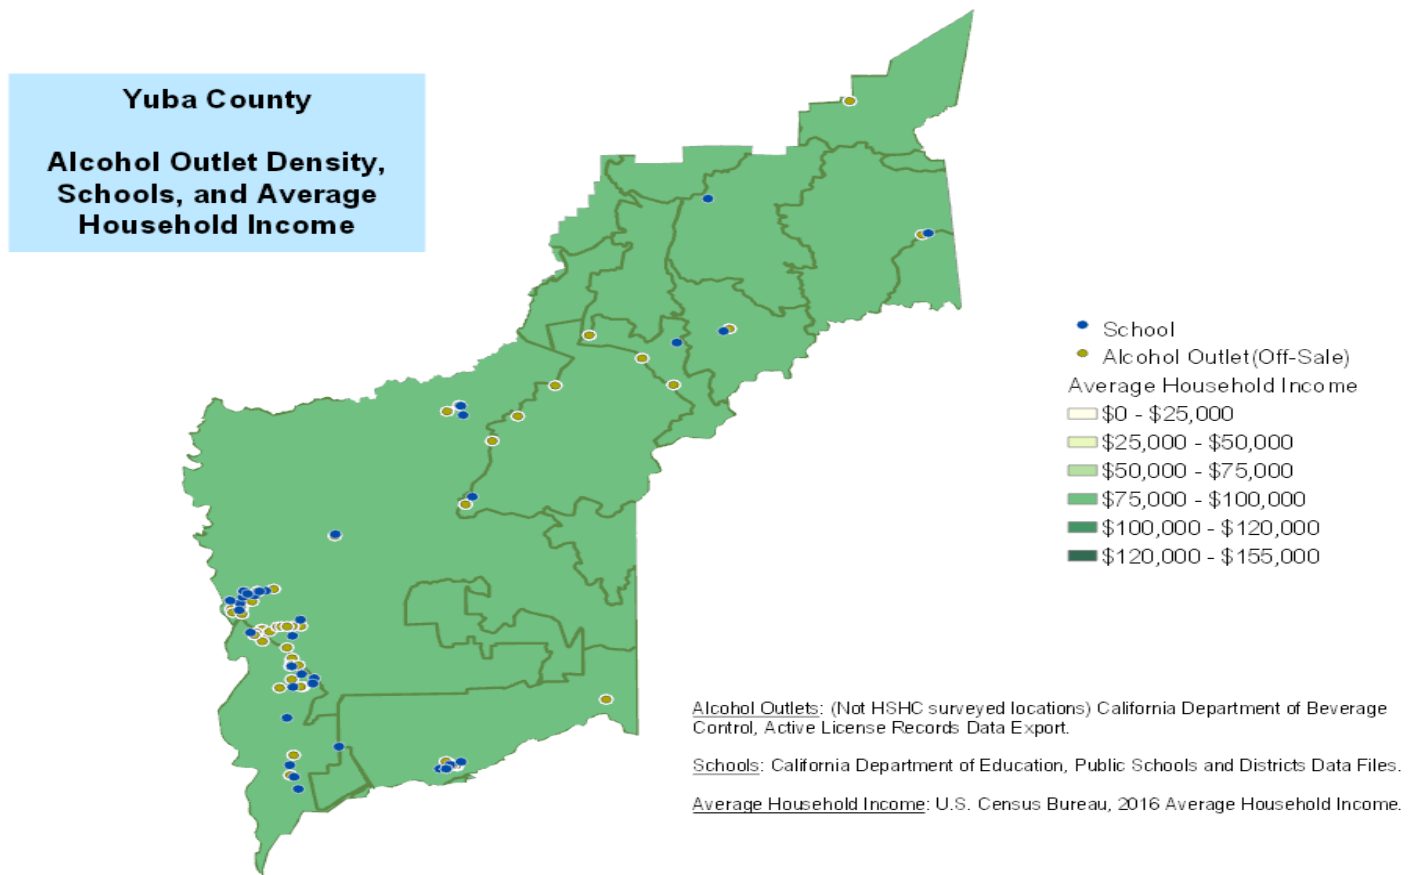 Yuba County
Alcohol Outlet Density,
Schools, and Average
Household Income
School
Alcohol Outlet(Off-Sale)
Average Household Income
$0 - $25,000
$25,000 - $50,000
$50,000 - $75,000
$75,000 - $100,000
$100,000 - $120,000
$120,000 - $155,000
Alcohol Outlets: (Not HSHC surveyed locations) California Department of Beverage
Control, Active License Records Data Export.
Schools: California Department of Education, Public Schools and Districts Data Files.
Average Household Income: U.S. Census Bureau, 2016 Average Household Income.